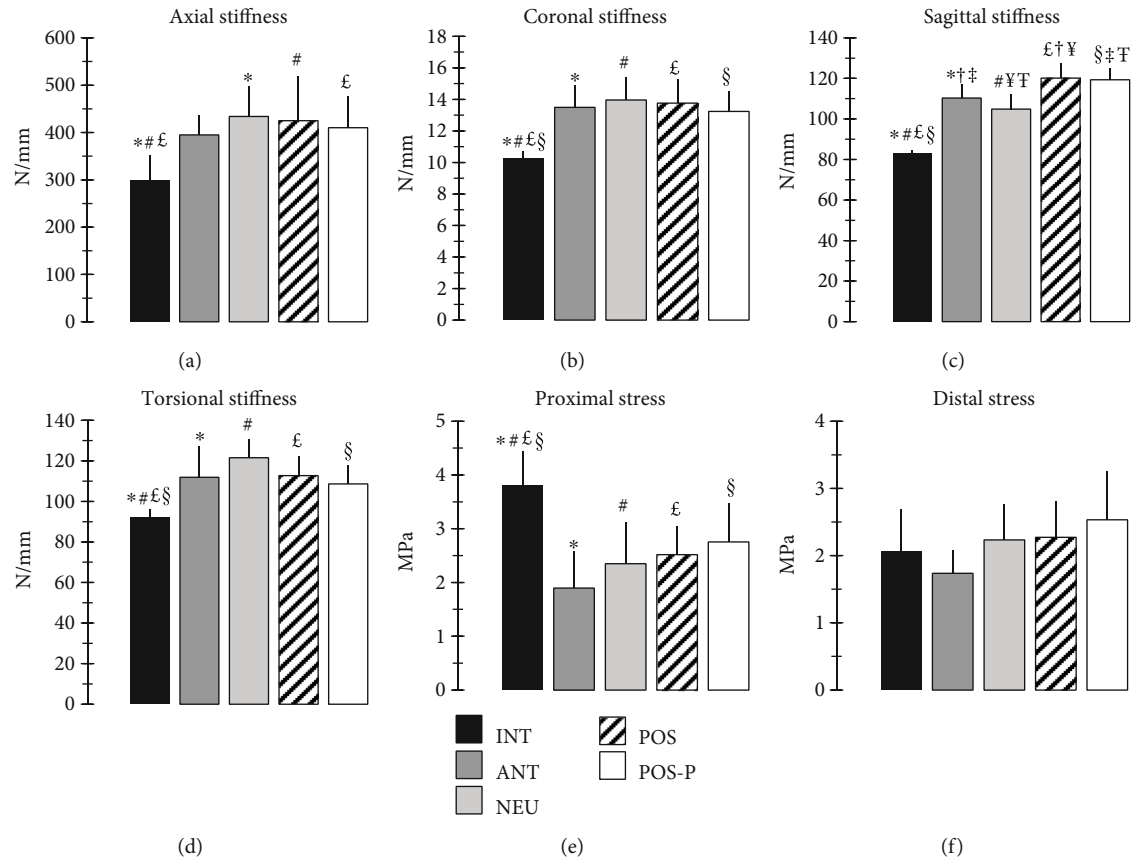 Axial stiffness
600
500
400
300
200
100
0
N/mm
*#£
*
#
£
(a)
Coronal stiffness
18
16
14
12
10
8
6
4
2
0
N/mm
*#£§
*
#
£
§
(b)
Sagittal stiffness
140
120
100
80
60
40
20
0
N/mm
*#£§
*†‡
#¥Ŧ
£†¥
§‡Ŧ
(c)
Torsional stiffness
140
120
100
80
60
40
20
0
N/mm
*#£§
*
#
£
§
(d)
Proximal stress
5
4
3
2
1
0
MPa
*#£§
*
#
£
§
INT
ANT
NEU
POS
POS-P
(e)
Distal stress
4
3
2
1
0
MPa
(f)